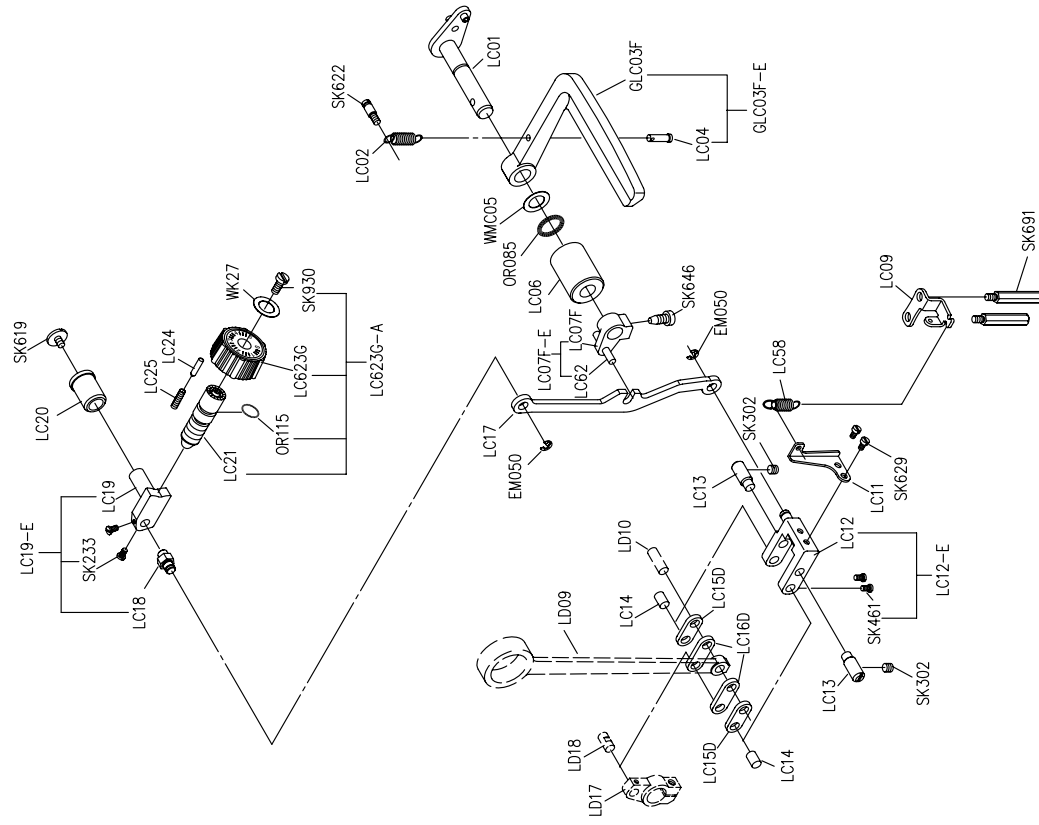 SK622
LC02
LC01
GLC03F
GLC03F-E
LC04
WMC05
OR085
LC06
SK646
LC07F
LC07F-E
LC62
EM050
LC17
EM050
SK691
LC09
LC58
SK302
LC13
SK629
LC11
LC12
LC12-E
SK461
LC13
SK302
LD10
LC15D
LC14
LC16D
LD09
LC15D
LC14
LD18
LD17
SK619
LC20
LC24
LC25
WK27
SK930
LC623G
LC623G-A
OR115
LC21
LC19
LC19-E
SK233
LC18